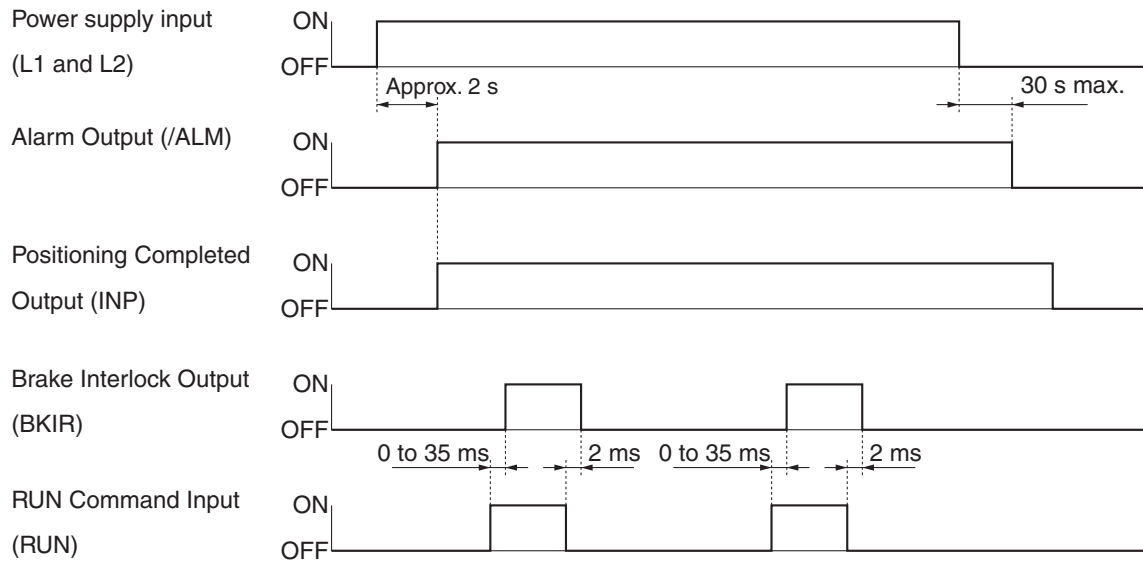 Power supply input
(L1 and L2)
ON
OFF
Approx. 2 s
30 s max.
Alarm Output (/ALM)
ON
OFF
Positioning Completed
Output (INP)
ON
OFF
Brake Interlock Output
(BKIR)
ON
OFF
0 to 35 ms
2 ms
0 to 35 ms
2 ms
RUN Command Input
(RUN)
ON
OFF